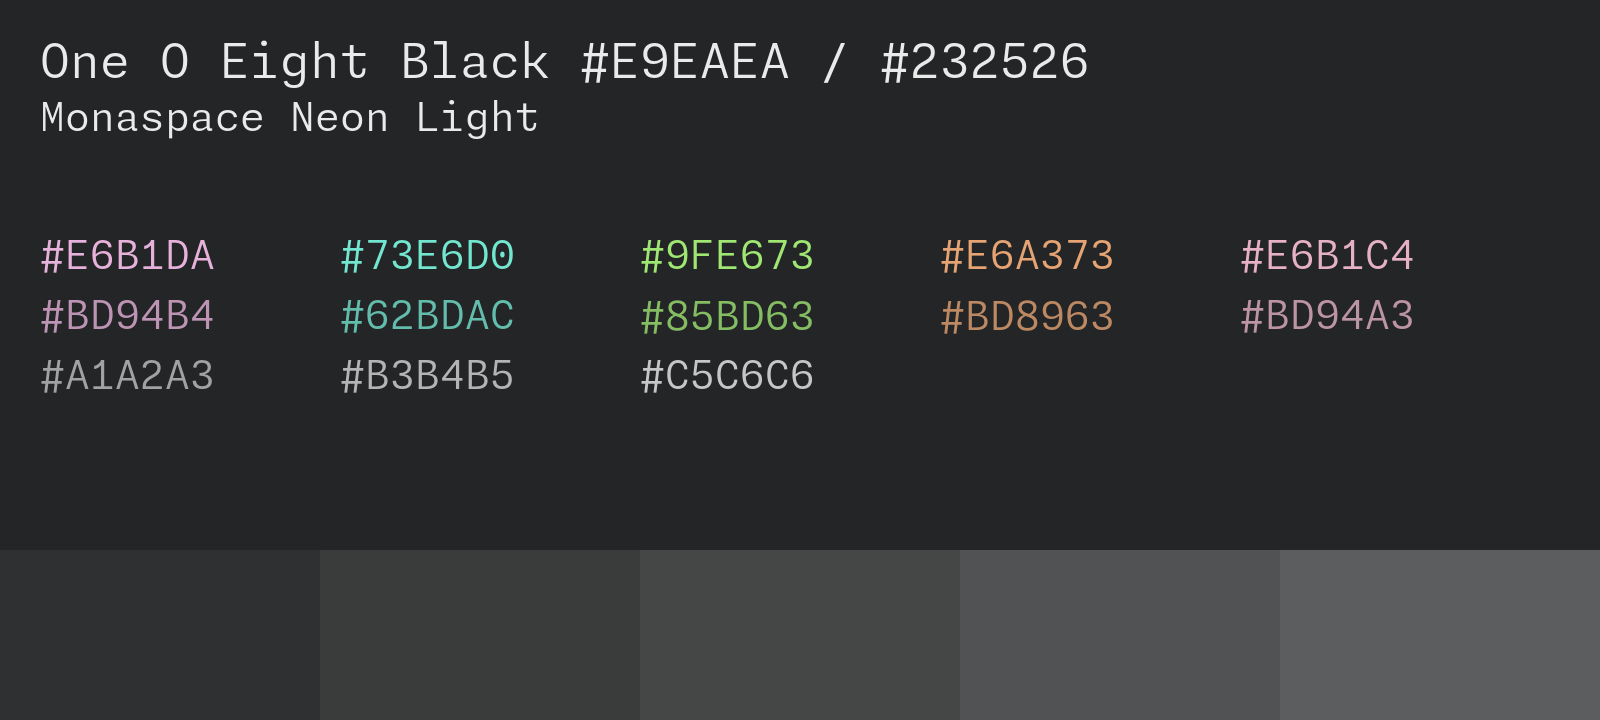 One O Eight Black #E9EAEA / #232526
Monaspace Neon Light
#E6B1DA #73E6D0 #9FE673 #E6A373 #E6B1C4
#BD94B4 #62BDAC #85BD63 #BD8963 #BD94A3
#A1A2A3 #B3B4B5 #C5C6C6